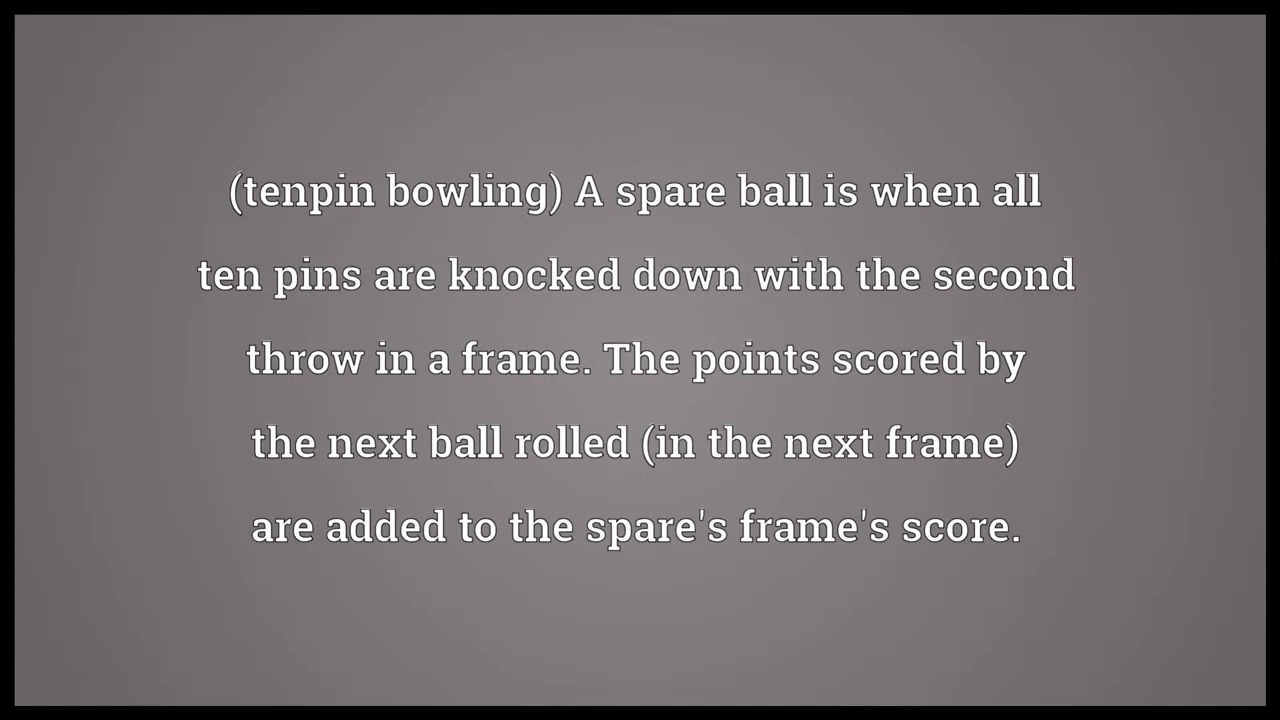 (tenpin bowling) A spare ball is when all
ten pins are knocked down with the second
throw in a frame. The points scored by
the next ball rolled (in the next frame)
are added to the spare's frame's score.